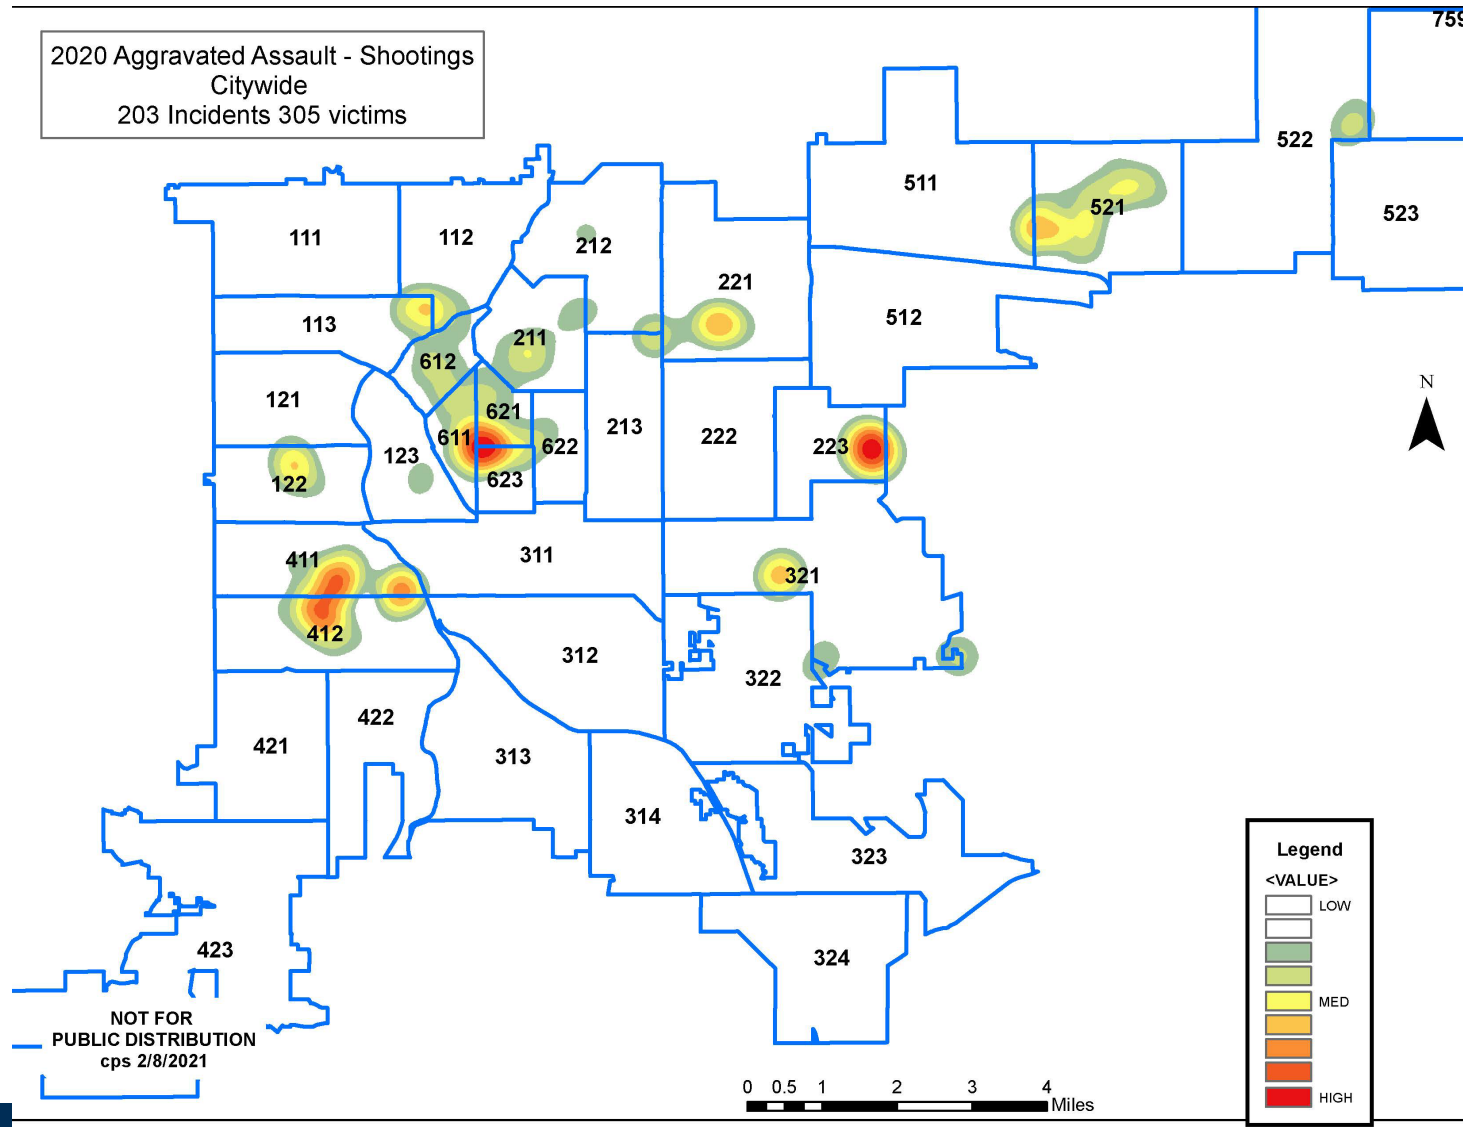 2020 Aggravated Assault - Shootings
Citywide
203 Incidents 305 victims
759
522
511
521
523
111
112
212
221
113
211
512
612
121
621
611
213
222
223
622
123
122
623
411
311
321
412
312
322
422
421
313
314
323
423
324
N
Legend
<VALUE>
LOW
MED
HIGH
NOT FOR
PUBLIC DISTRIBUTION
cps 2/8/2021
0 0.5 1 2 3 4
Miles